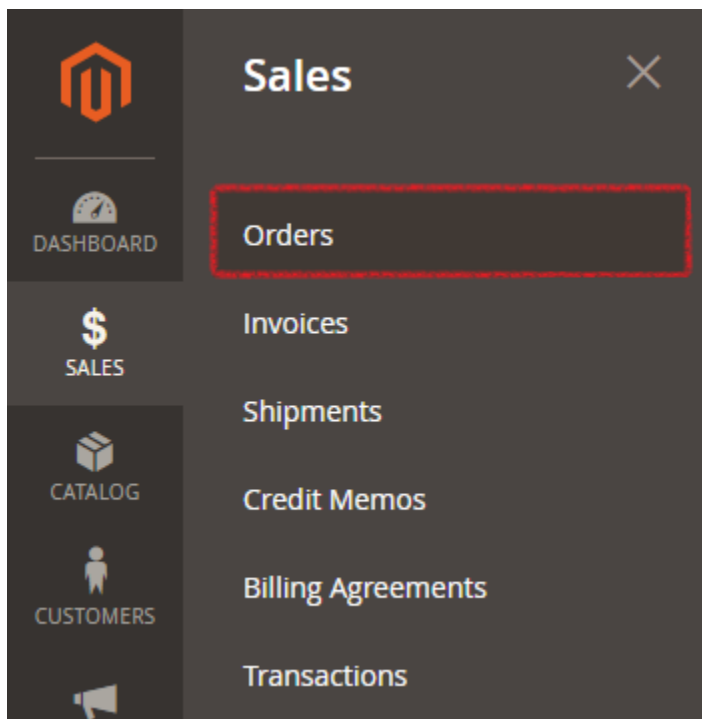 Sales
DASHBOARD
Orders
$
SALES
Invoices
Shipments
CATALOG
Credit Memos
CUSTOMERS
Billing Agreements
Transactions